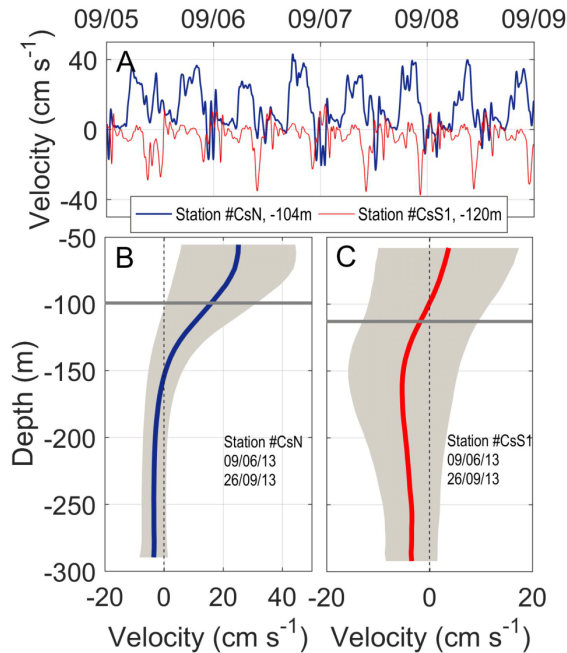 09/05 09/06 09/07 09/08 09/09
A
40
0
-40
Velocity (cm s-1)
Station #CsN, -104m Station #CsS1, -120m
-50
-100
-150
-200
-250
-300
Depth (m)
B
Station #CsN
09/06/13
26/09/13
-20 0 20 40
Velocity (cm s-1)
C
Station #CsS1
09/06/13
26/09/13
-20 0 20
Velocity (cm s-1)